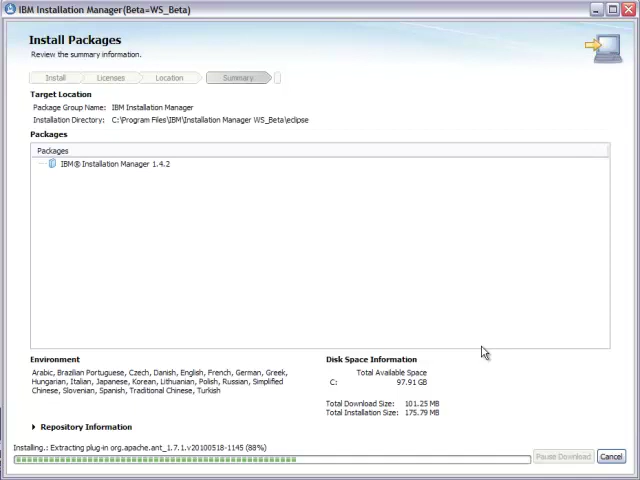 IBM Installation Manager(Beta=WS_Beta)
Install Packages
Review the summary information.
Install
Licenses
Location
Summary
Target Location
Package Group Name: IBM Installation Manager
Installation Directory: C:\Program Files\IBM\Installation Manager WS_Beta\eclipse
Packages
Packages
IBM® Installation Manager 1.4.2
Environment
Arabic, Brazilian Portuguese, Czech, Danish, English, French, German, Greek,
Hungarian, Italian, Japanese, Korean, Lithuanian, Polish, Russian, Simplified
Chinese, Slovenian, Spanish, Traditional Chinese, Turkish
Disk Space Information
Total Available Space
C: 97.91 GB
Total Download Size: 101.25 MB
Total Installation Size: 175.79 MB
Repository Information
Installing.: Extracting plug-in org.apache.ant_1.7.1.v20100518-1145 (88%)
Pause Download
Cancel